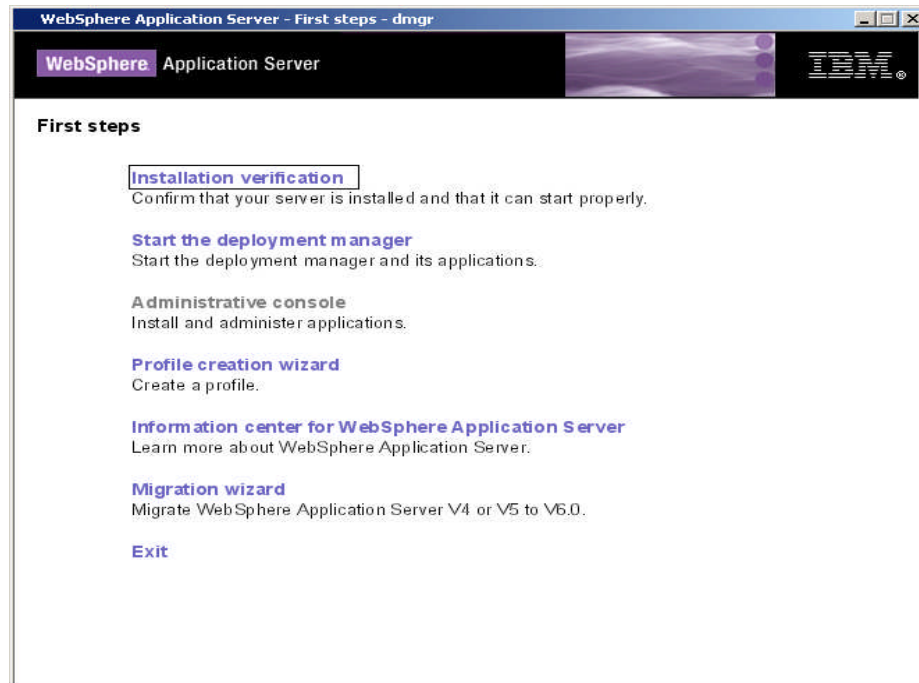 WebSphere Application Server - First steps - dmgr
WebSphere Application Server
IBM®
First steps
Installation verification
Confirm that your server is installed and that it can start properly.
Start the deployment manager
Start the deployment manager and its applications.
Administrative console
Install and administer applications.
Profile creation wizard
Create a profile.
Information center for WebSphere Application Server
Learn more about WebSphere Application Server.
Migration wizard
Migrate WebSphere Application Server V4 or V5 to V6.0.
Exit